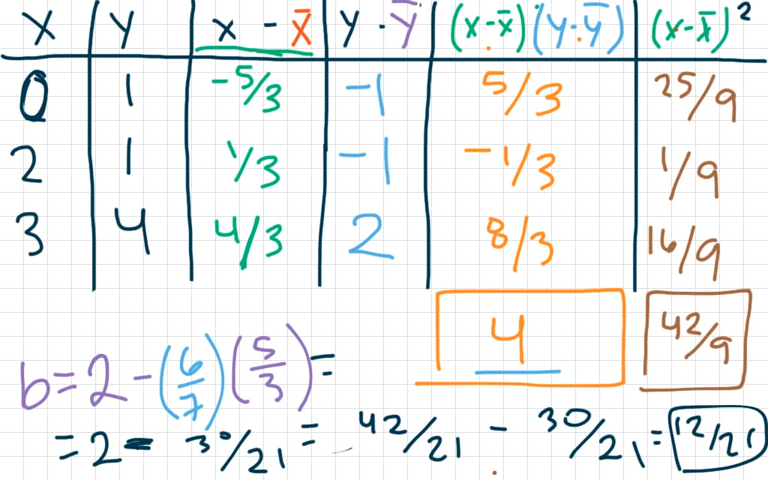 x y x - x̄ y - ȳ (x-x̄)·(y-ȳ) (x-x̄)²
0 1 -5/3 -1 5/3 25/9
2 1 1/3 -1 -1/3 1/9
3 4 4/3 2 8/3 16/9
4 42/9
b = 2 - (6/7)(5/3) =
= 2 - 30/21 = 42/21 - 30/21 = 12/21